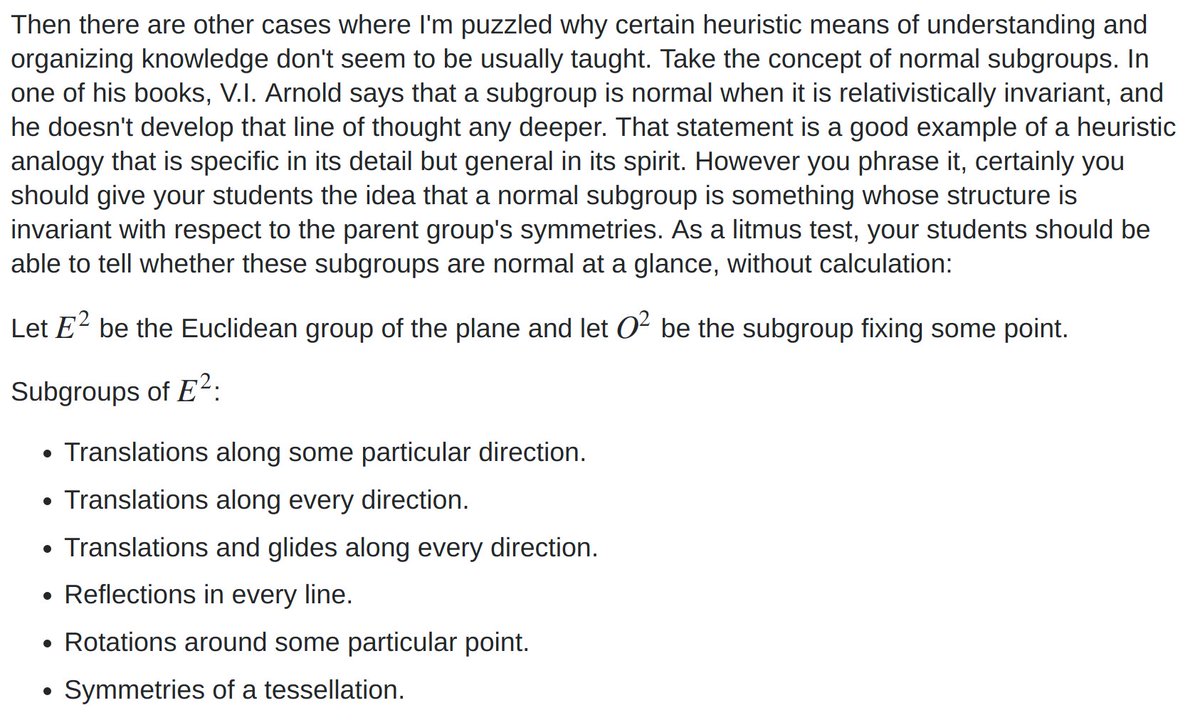 Then there are other cases where I'm puzzled why certain heuristic means of understanding and
organizing knowledge don't seem to be usually taught. Take the concept of normal subgroups. In
one of his books, V.I. Arnold says that a subgroup is normal when it is relativistically invariant, and
he doesn't develop that line of thought any deeper. That statement is a good example of a heuristic
analogy that is specific in its detail but general in its spirit. However you phrase it, certainly you
should give your students the idea that a normal subgroup is something whose structure is
invariant with respect to the parent group's symmetries. As a litmus test, your students should be
able to tell whether these subgroups are normal at a glance, without calculation:
Let E² be the Euclidean group of the plane and let O² be the subgroup fixing some point.
Subgroups of E²:
• Translations along some particular direction.
• Translations along every direction.
• Translations and glides along every direction.
• Reflections in every line.
• Rotations around some particular point.
• Symmetries of a tessellation.